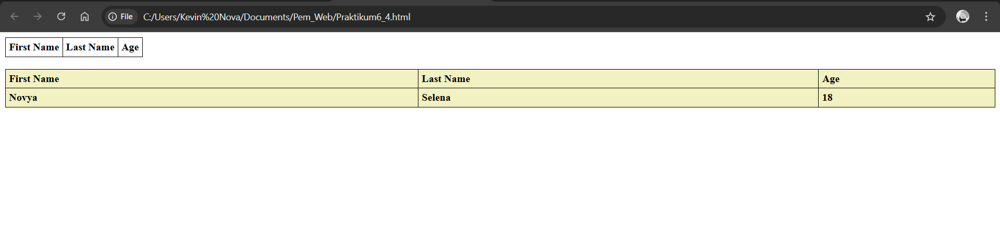 File C:/Users/Kevin%20Nova/Documents/Pem_Web/Praktikum6_4.html
First Name Last Name Age
First Name Last Name Age
Novya Selena 18